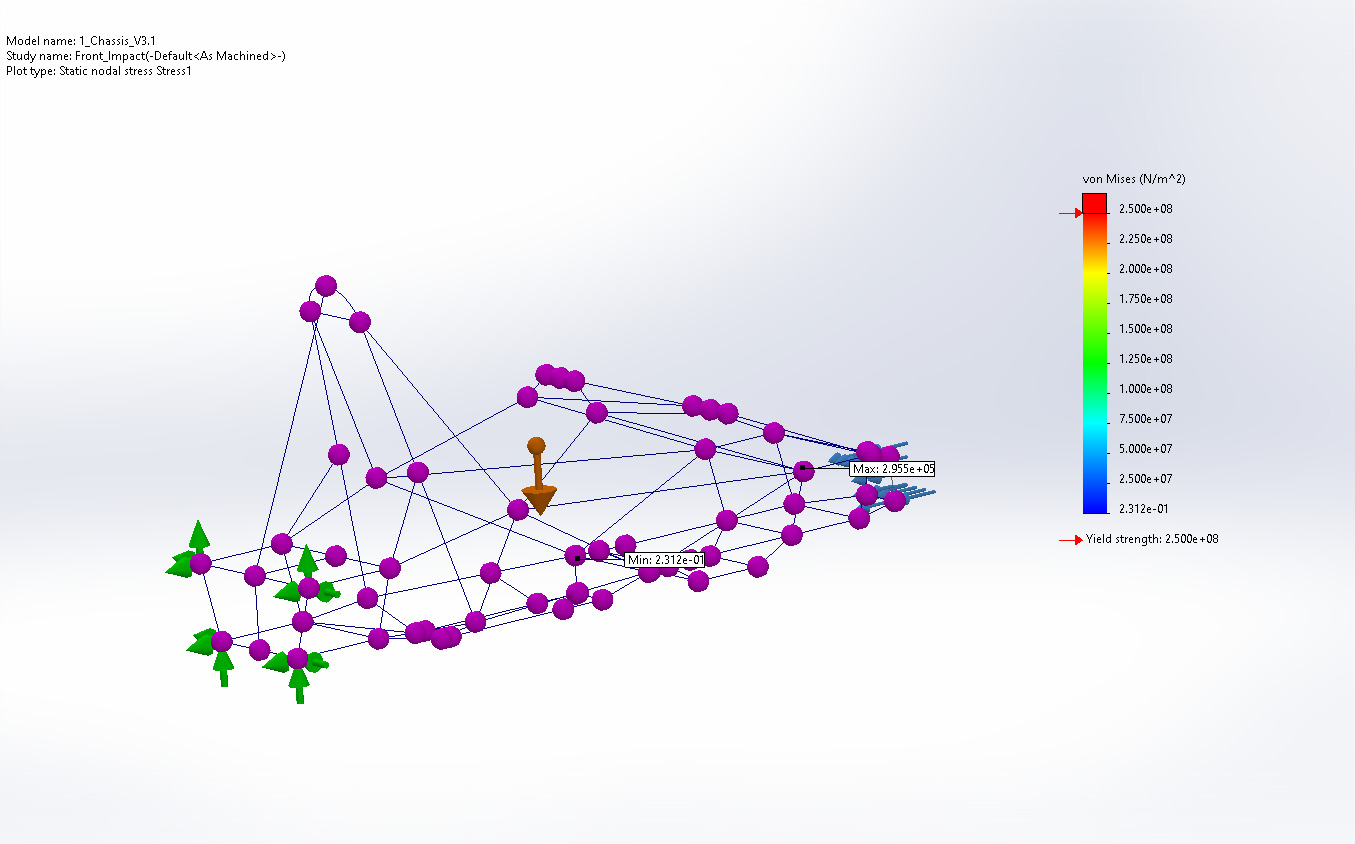 Model name: 1_Chassis_V3.1
Study name: Front_Impact(-Default<As Machined>-)
Plot type: Static nodal stress Stress1
von Mises (N/m^2)
2.500e+08
2.250e+08
2.000e+08
1.750e+08
1.500e+08
1.250e+08
1.000e+08
7.500e+07
5.000e+07
2.500e+07
2.312e-01
Yield strength: 2.500e+08
Max: 2.955e+05
Min: 2.312e-01